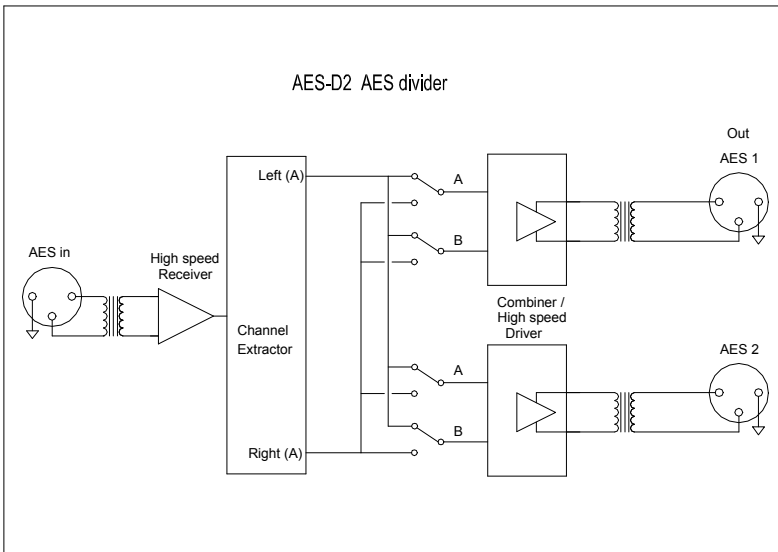 AES-D2 AES divider
Out
AES 1
Left (A)
A
B
AES in
High speed
Receiver
Channel
Extractor
Combiner /
High speed
Driver
AES 2
A
B
Right (A)